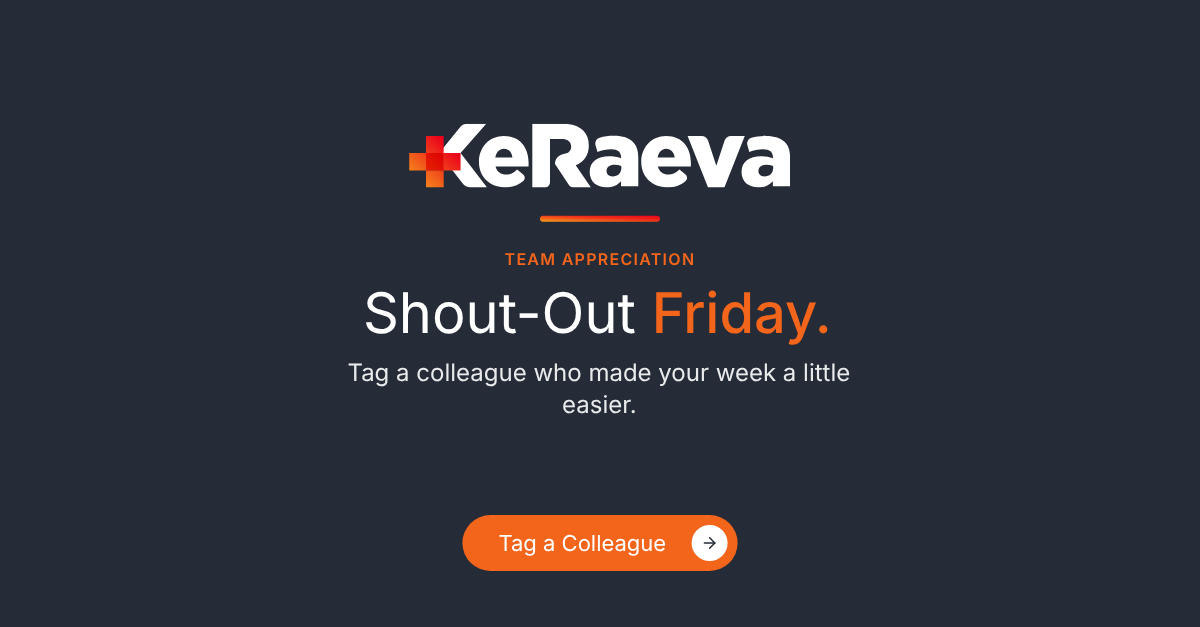 KeRaeva
TEAM APPRECIATION
Shout-Out Friday.
Tag a colleague who made your week a little
easier.
Tag a Colleague